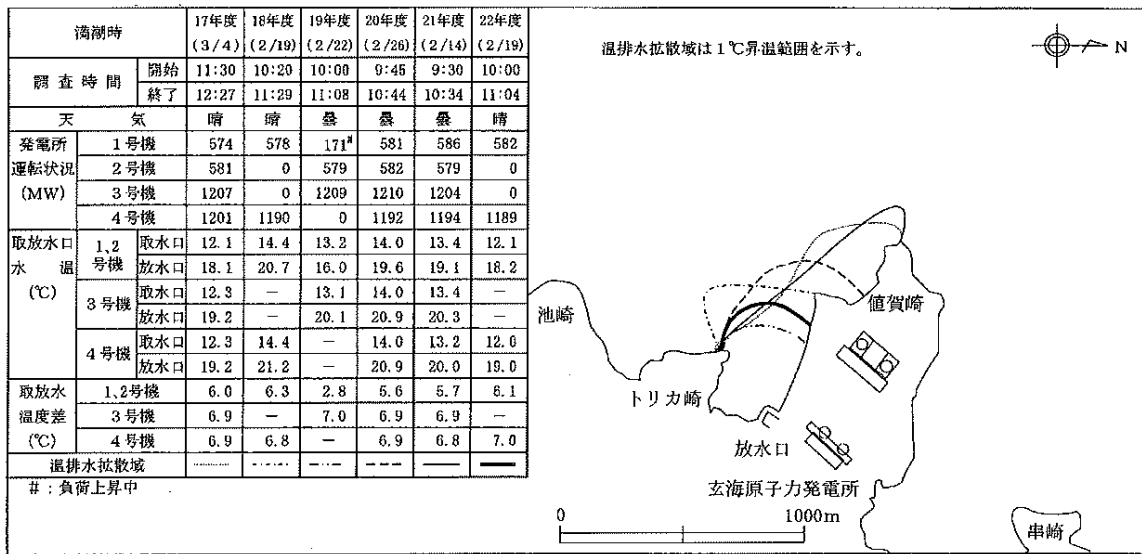 満潮時 17年度 18年度 19年度 20年度 21年度 22年度
(3/4) (2/19) (2/22) (2/26) (2/14) (2/19)
調査時間 開始 11:30 10:20 10:00 9:45 9:30 10:00
終了 12:27 11:29 11:08 10:44 10:34 11:04
天気 晴 晴 曇 曇 曇 晴
発電所 1号機 574 578 171# 581 586 582
運転状況 2号機 581 0 579 582 579 0
(MW) 3号機 1207 0 1209 1210 1204 0
4号機 1201 1190 0 1192 1194 1189
取放水口 1,2 取水口 12.1 14.4 13.2 14.0 13.4 12.1
水温 号機 放水口 18.1 20.7 16.0 19.6 19.1 18.2
(℃) 3号機 取水口 12.3 − 13.1 14.0 13.4 −
放水口 19.2 − 20.1 20.9 20.3 −
4号機 取水口 12.3 14.4 − 14.0 13.2 12.0
放水口 19.2 21.2 − 20.9 20.0 19.0
取放水 1,2号機 6.0 6.3 2.8 5.6 5.7 6.1
温度差 3号機 6.9 − 7.0 6.9 6.9 −
(℃) 4号機 6.9 6.8 − 6.9 6.8 7.0
温排水拡散域
#：負荷上昇中
温排水拡散域は1℃昇温範囲を示す。
N
値賀崎
池崎
トリカ崎
放水口
玄海原子力発電所
0 1000m
串崎